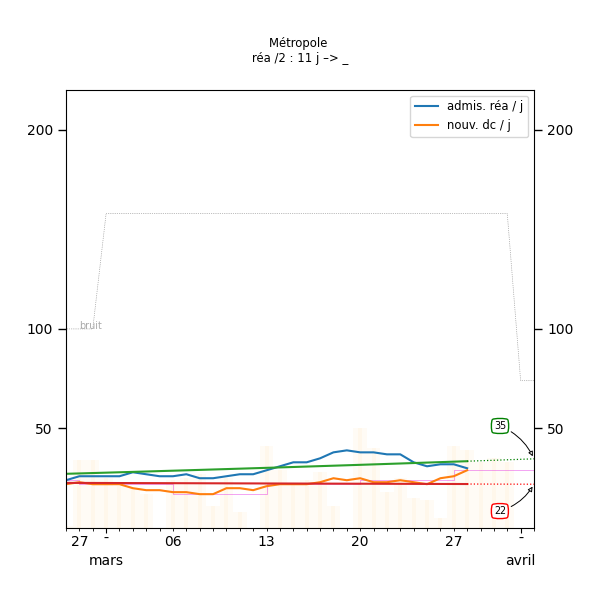 Métropole
réa /2 : 11 j –> _
admis. réa / j
nouv. dc / j
200
200
100
100
bruit
50
50
35
22
27
-
06
13
20
27
-
mars
avril